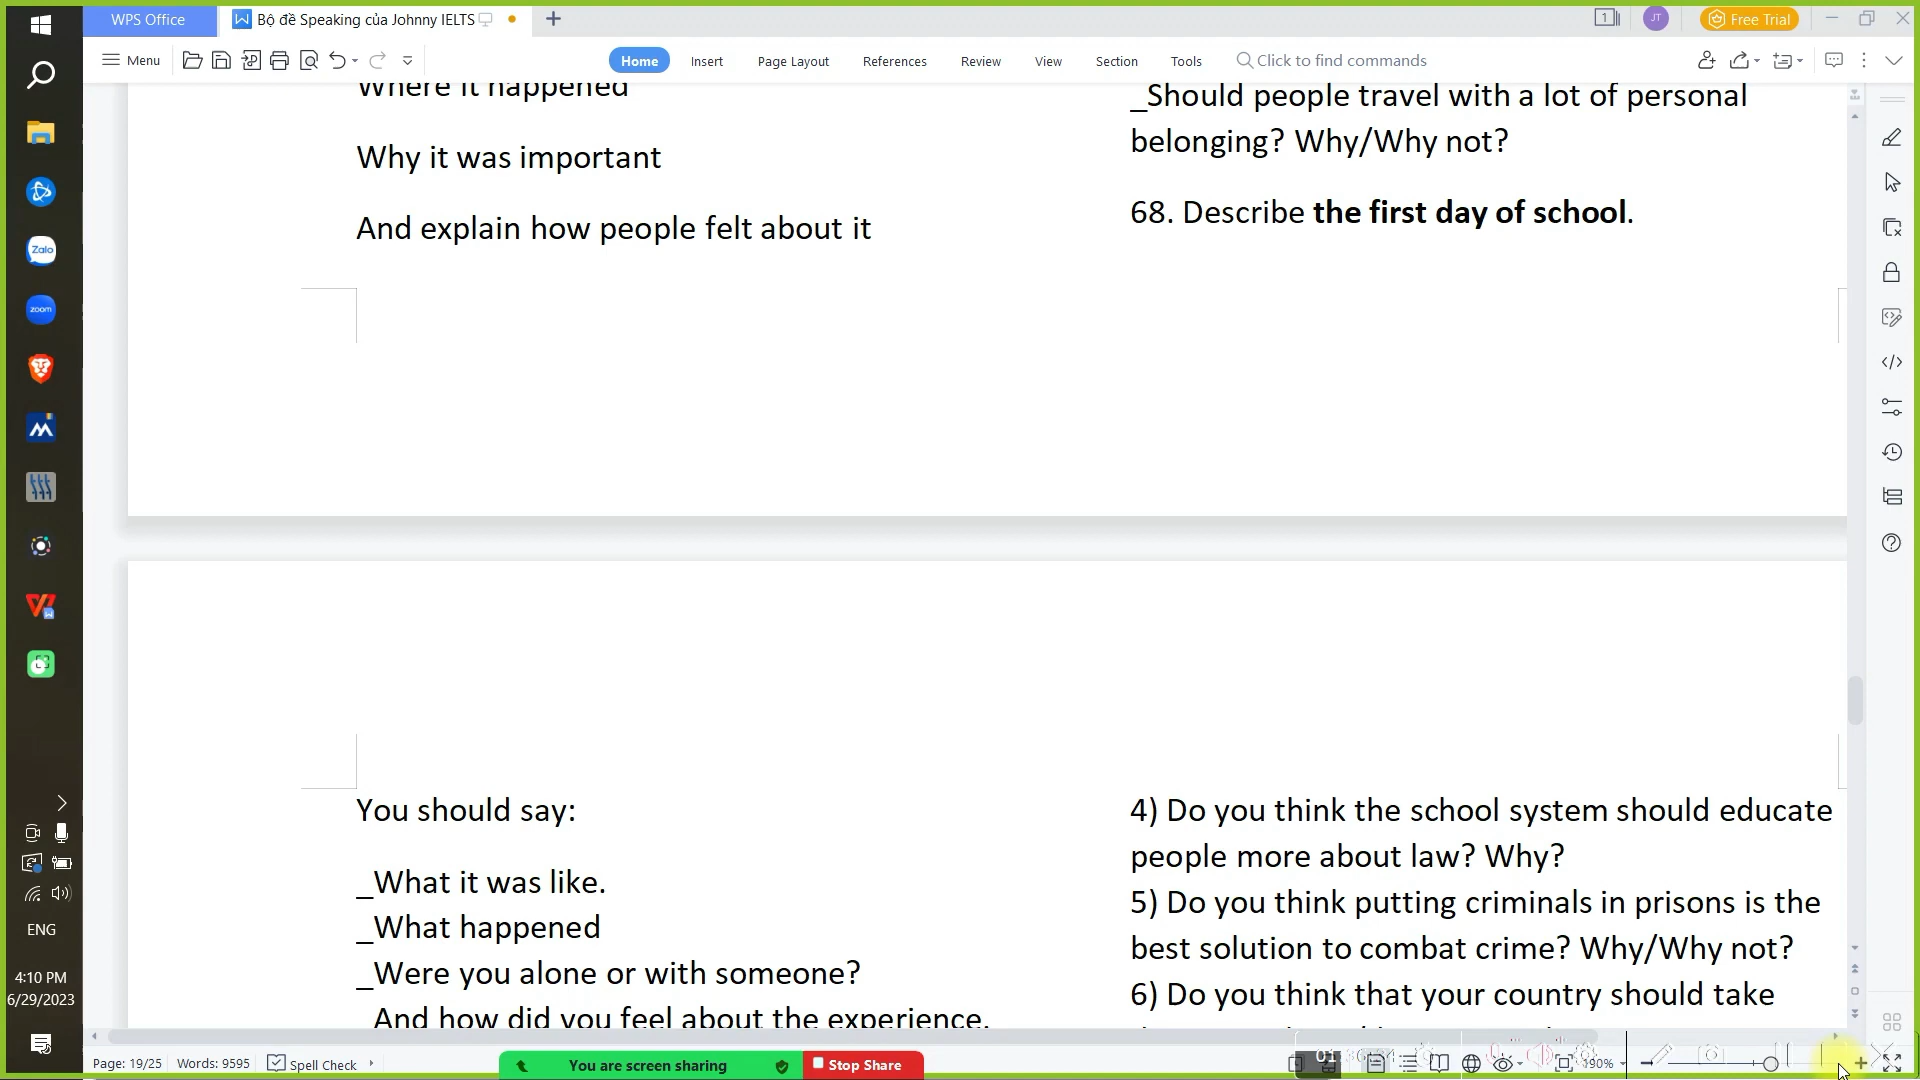 WPS Office
Bộ đề Speaking của Johnny IELTS
1
JT
Free Trial
Menu
Home
Insert
Page Layout
References
Review
View
Section
Tools
Click to find commands
Where it happened
Why it was important
And explain how people felt about it
_Should people travel with a lot of personal
belonging? Why/Why not?
68. Describe the first day of school.
You should say:
_What it was like.
_What happened
_Were you alone or with someone?
And how did you feel about the experience.
4) Do you think the school system should educate
people more about law? Why?
5) Do you think putting criminals in prisons is the
best solution to combat crime? Why/Why not?
6) Do you think that your country should take
Zalo
zoom
ENG
4:10 PM
6/29/2023
Page: 19/25
Words: 9595
Spell Check
You are screen sharing
Stop Share
190%